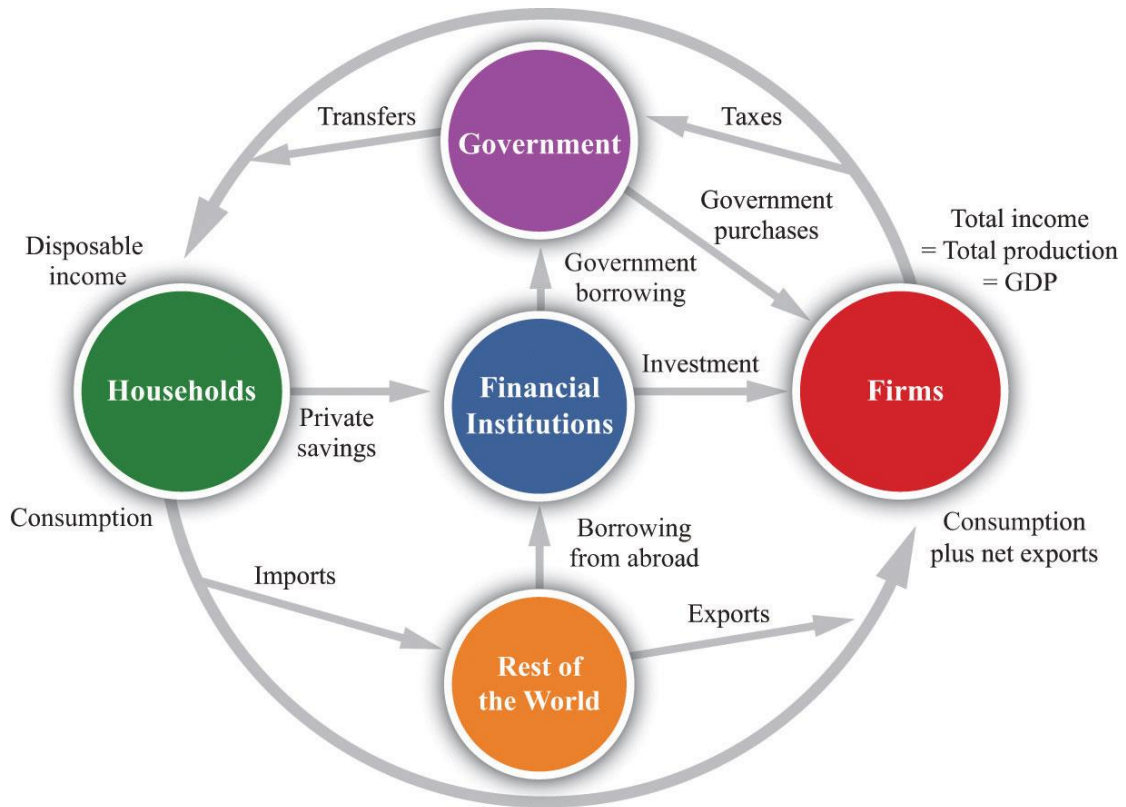 Transfers
Taxes
Government
Government
purchases
Total income
= Total production
= GDP
Disposable
income
Government
borrowing
Households
Financial
Institutions
Investment
Firms
Private
savings
Consumption
Borrowing
from abroad
Consumption
plus net exports
Imports
Exports
Rest of
the World